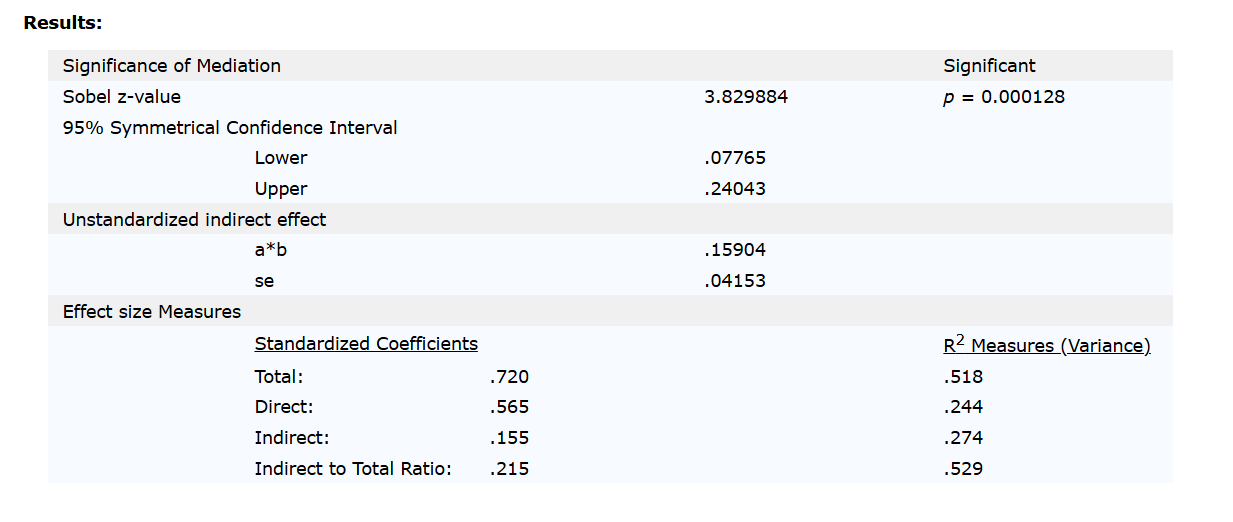 Results:
Significance of Mediation Significant
Sobel z-value 3.829884 p = 0.000128
95% Symmetrical Confidence Interval
Lower .07765
Upper .24043
Unstandardized indirect effect
a*b .15904
se .04153
Effect size Measures
Standardized Coefficients R² Measures (Variance)
Total: .720 .518
Direct: .565 .244
Indirect: .155 .274
Indirect to Total Ratio: .215 .529